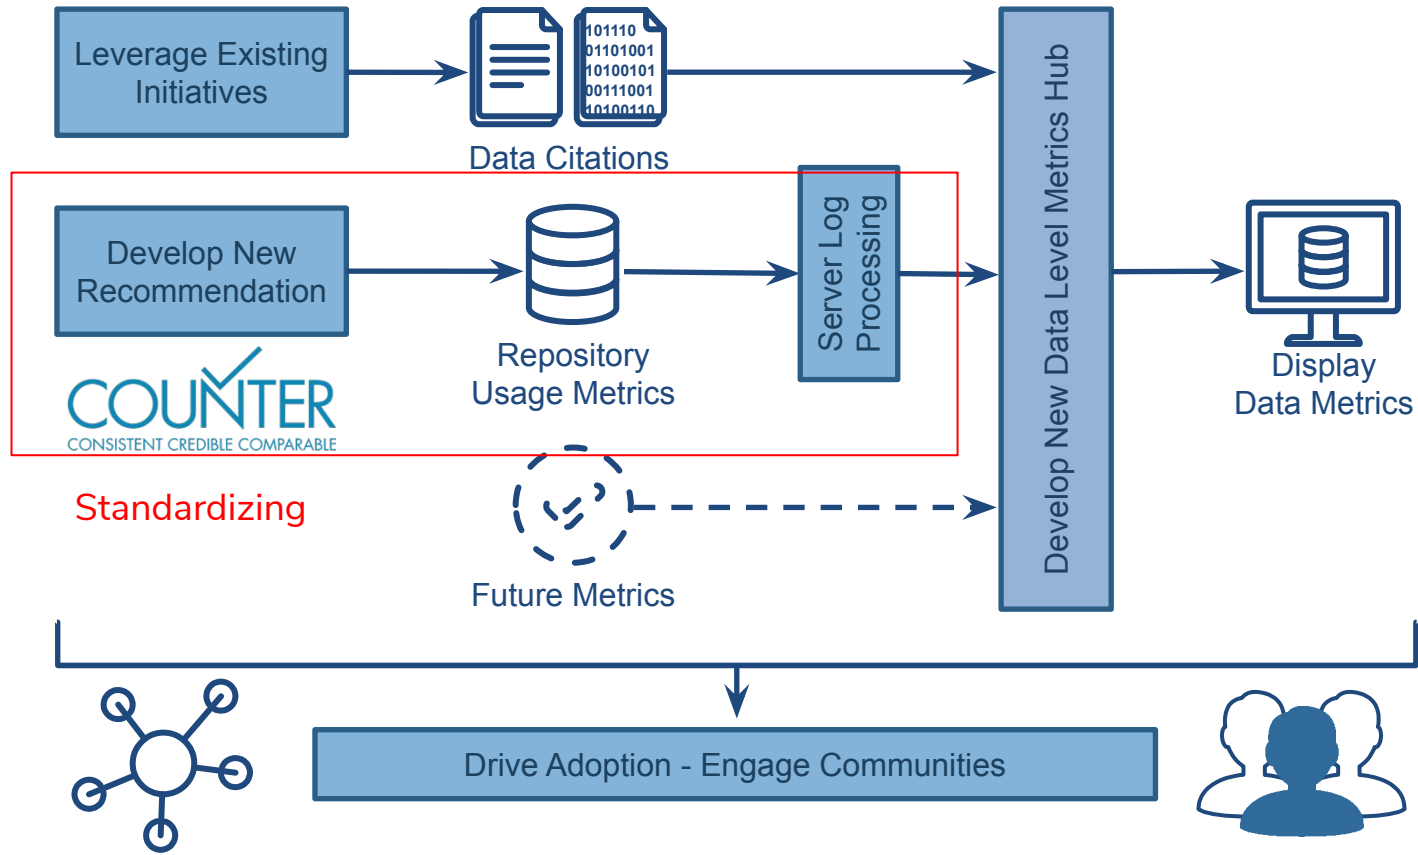 Leverage Existing
Initiatives
101110
01101001
10100101
00111001
10100110
Data Citations
Develop New
Recommendation
Repository
Usage Metrics
Server Log
Processing
Develop New Data Level Metrics Hub
Display
Data Metrics
COUNTER
CONSISTENT CREDIBLE COMPARABLE
Standardizing
Future Metrics
Drive Adoption - Engage Communities